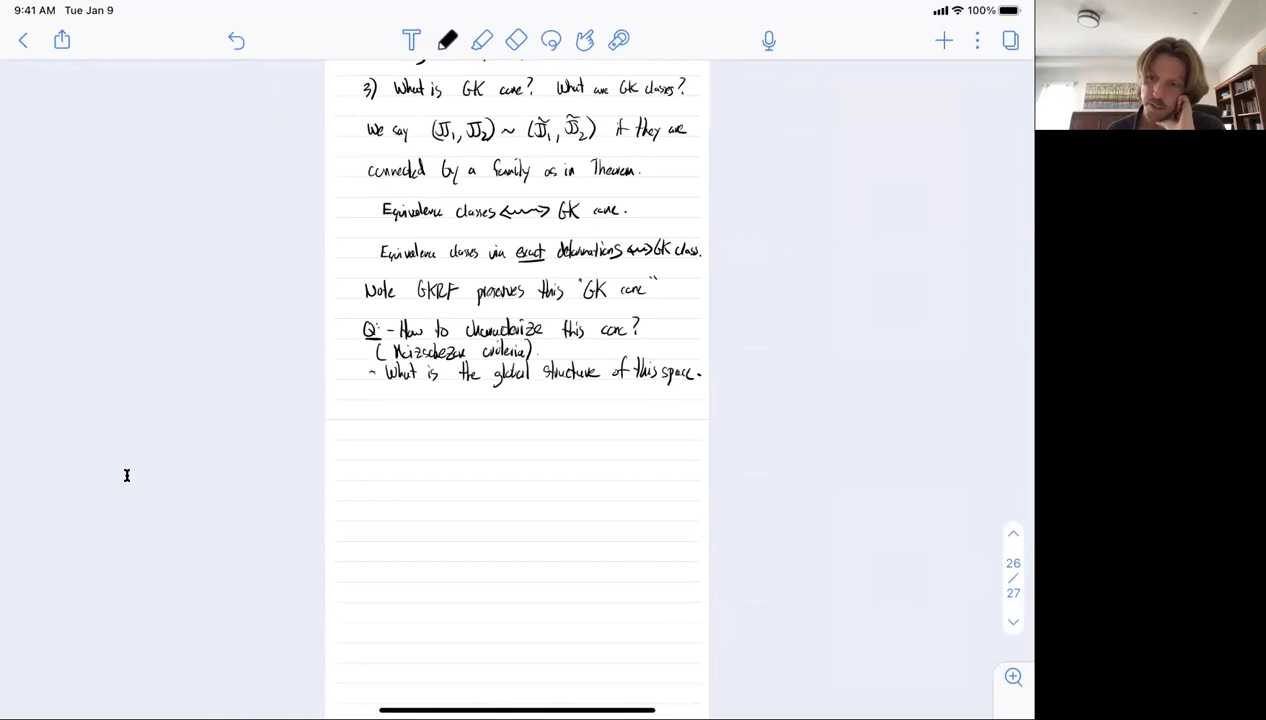 9:41 AM Tue Jan 9
100%
3) What is GK cone? What are GK classes?
We say (𝕁₁, 𝕁₂) ~ (𝕁̃₁, 𝕁̃₂) if they are
connected by a family as in Theorem.
Equivalence classes <~~> GK cone.
Equivalence classes via exact deformations <~~> GK class.
Note GKRF preserves this "GK cone"
Q: - How to characterize this cone?
(Naizschezar criteria).
- What is the global structure of this space.
26
/
27